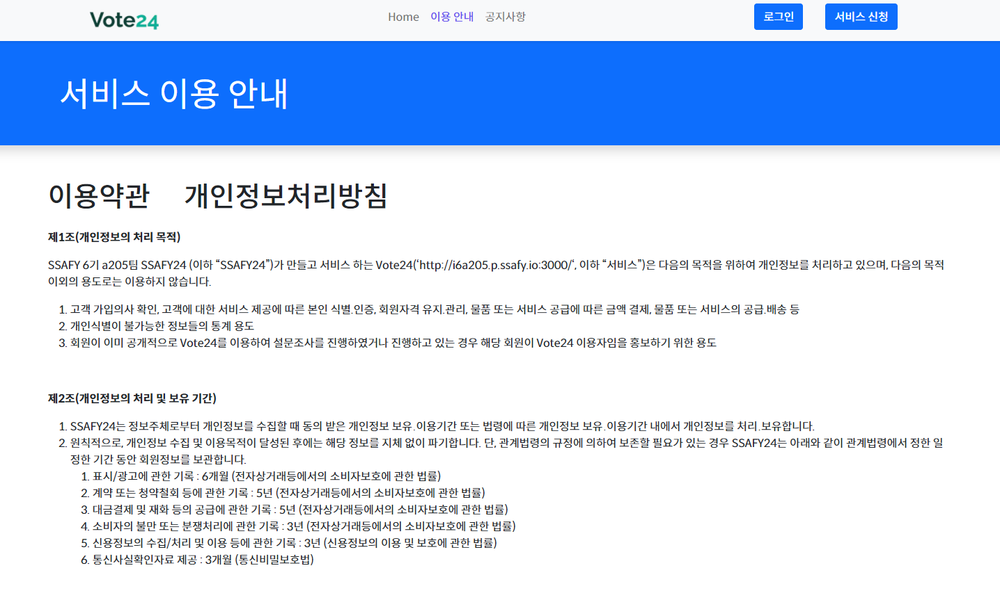 Vote24
Home 이용 안내 공지사항
로그인 서비스 신청
서비스 이용 안내
이용약관 개인정보처리방침
제1조(개인정보의 처리 목적)
SSAFY 6기 a205팀 SSAFY24 (이하 “SSAFY24”)가 만들고 서비스 하는 Vote24(‘http://i6a205.p.ssafy.io:3000/‘, 이하 “서비스”)은 다음의 목적을 위하여 개인정보를 처리하고 있으며, 다음의 목적
이외의 용도로는 이용하지 않습니다.
1. 고객 가입의사 확인, 고객에 대한 서비스 제공에 따른 본인 식별.인증, 회원자격 유지.관리, 물품 또는 서비스 공급에 따른 금액 결제, 물품 또는 서비스의 공급.배송 등
2. 개인식별이 불가능한 정보들의 통계 용도
3. 회원이 이미 공개적으로 Vote24를 이용하여 설문조사를 진행하였거나 진행하고 있는 경우 해당 회원이 Vote24 이용자임을 홍보하기 위한 용도
제2조(개인정보의 처리 및 보유 기간)
1. SSAFY24는 정보주체로부터 개인정보를 수집할 때 동의 받은 개인정보 보유.이용기간 또는 법령에 따른 개인정보 보유.이용기간 내에서 개인정보를 처리.보유합니다.
2. 원칙적으로, 개인정보 수집 및 이용목적이 달성된 후에는 해당 정보를 지체 없이 파기합니다. 단, 관계법령의 규정에 의하여 보존할 필요가 있는 경우 SSAFY24는 아래와 같이 관계법령에서 정한 일
정한 기간 동안 회원정보를 보관합니다.
1. 표시/광고에 관한 기록 : 6개월 (전자상거래등에서의 소비자보호에 관한 법률)
2. 계약 또는 청약철회 등에 관한 기록 : 5년 (전자상거래등에서의 소비자보호에 관한 법률)
3. 대금결제 및 재화 등의 공급에 관한 기록 : 5년 (전자상거래등에서의 소비자보호에 관한 법률)
4. 소비자의 불만 또는 분쟁처리에 관한 기록 : 3년 (전자상거래등에서의 소비자보호에 관한 법률)
5. 신용정보의 수집/처리 및 이용 등에 관한 기록 : 3년 (신용정보의 이용 및 보호에 관한 법률)
6. 통신사실확인자료 제공 : 3개월 (통신비밀보호법)